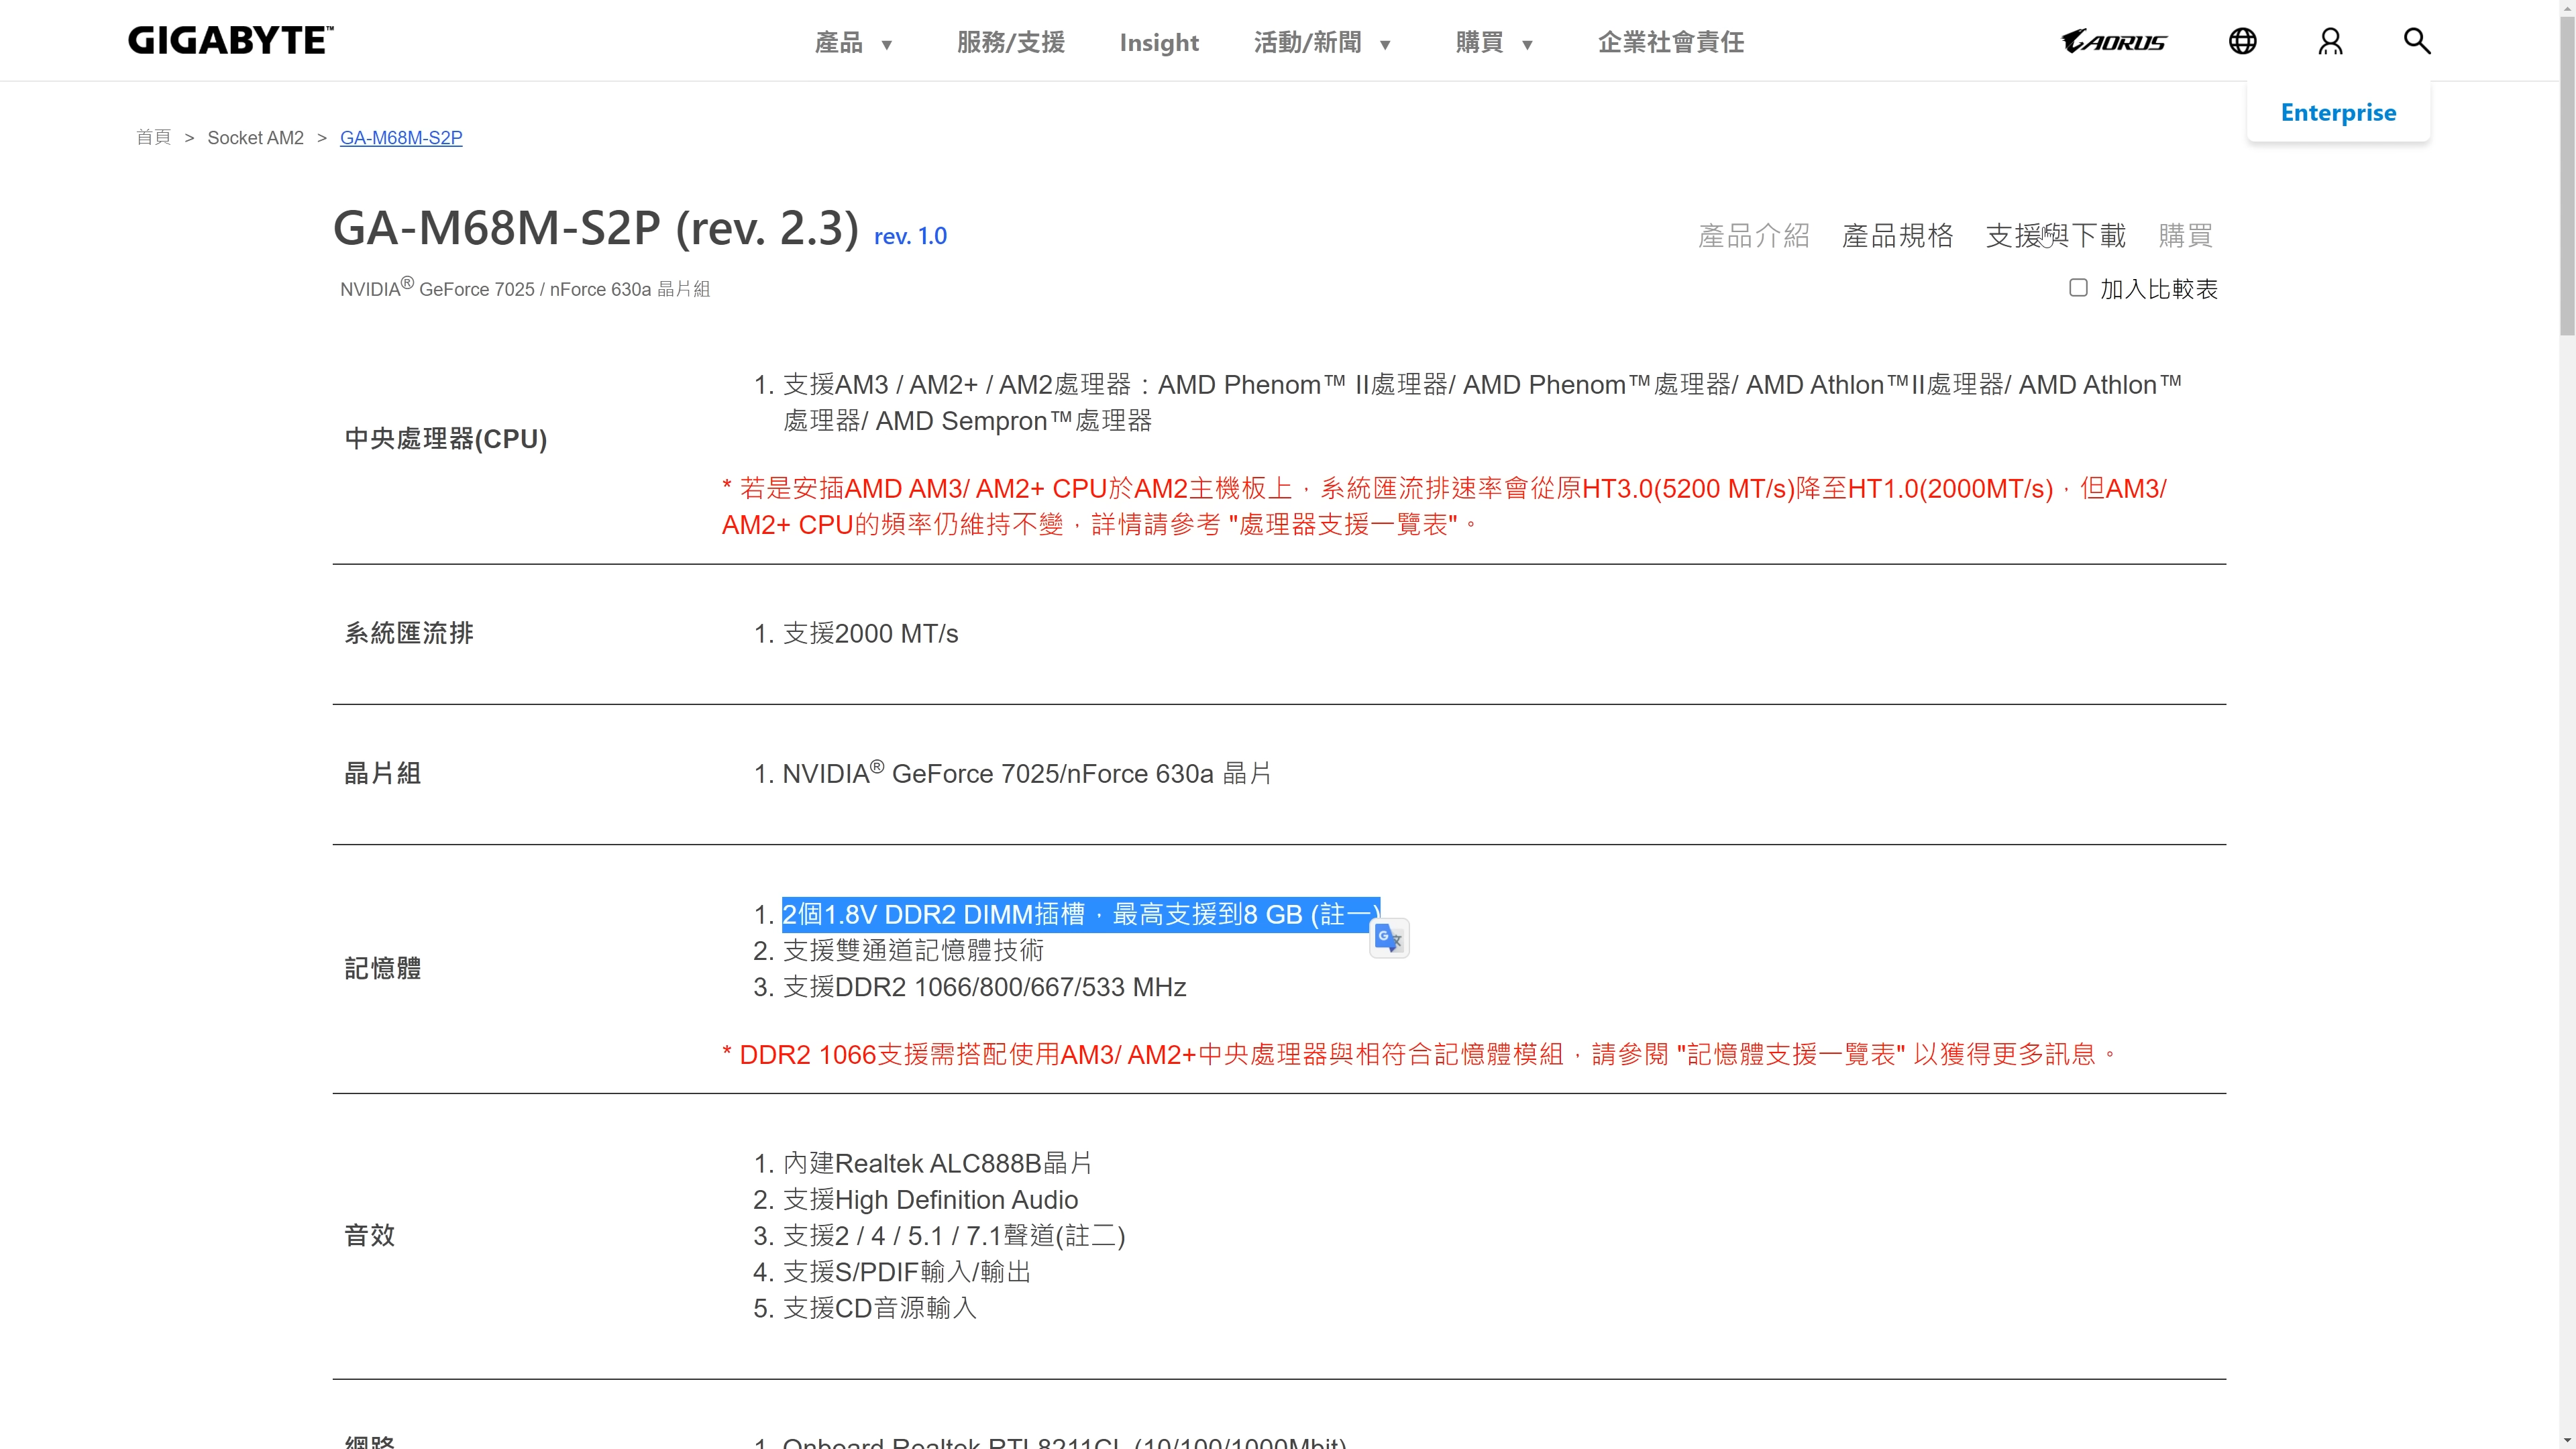 GIGABYTE™
產品 ▼ 服務/支援 Insight 活動/新聞 ▼ 購買 ▼ 企業社會責任
AORUS
Enterprise
首頁 > Socket AM2 > GA-M68M-S2P
GA-M68M-S2P (rev. 2.3) rev. 1.0
產品介紹 產品規格 支援與下載 購買
NVIDIA® GeForce 7025 / nForce 630a 晶片組
加入比較表
中央處理器(CPU)
1. 支援AM3 / AM2+ / AM2處理器：AMD Phenom™ II處理器/ AMD Phenom™處理器/ AMD Athlon™II處理器/ AMD Athlon™
處理器/ AMD Sempron™處理器
* 若是安插AMD AM3/ AM2+ CPU於AM2主機板上，系統匯流排速率會從原HT3.0(5200 MT/s)降至HT1.0(2000MT/s)，但AM3/
AM2+ CPU的頻率仍維持不變，詳情請參考 "處理器支援一覽表"。
系統匯流排
1. 支援2000 MT/s
晶片組
1. NVIDIA® GeForce 7025/nForce 630a 晶片
記憶體
1. 2個1.8V DDR2 DIMM插槽，最高支援到8 GB (註一)
2. 支援雙通道記憶體技術
3. 支援DDR2 1066/800/667/533 MHz
* DDR2 1066支援需搭配使用AM3/ AM2+中央處理器與相符合記憶體模組，請參閱 "記憶體支援一覽表" 以獲得更多訊息。
音效
1. 內建Realtek ALC888B晶片
2. 支援High Definition Audio
3. 支援2 / 4 / 5.1 / 7.1聲道(註二)
4. 支援S/PDIF輸入/輸出
5. 支援CD音源輸入
網路
1. Onboard Realtek RTL8211CL (10/100/1000Mbit)